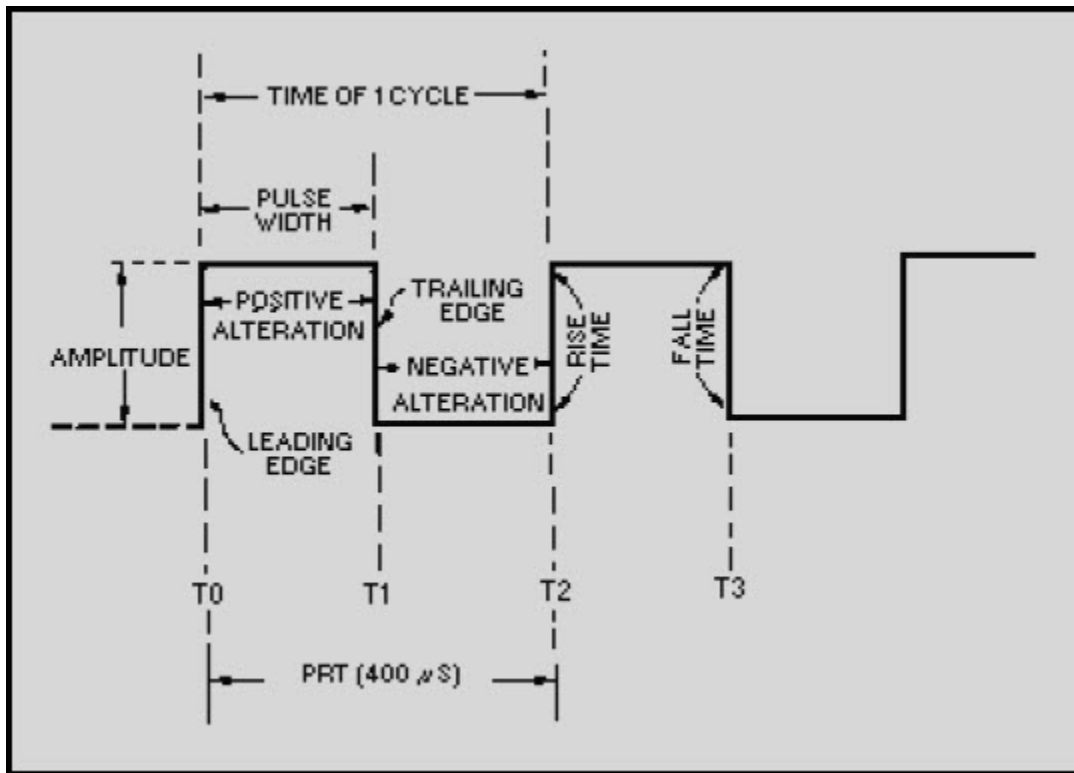 TIME OF 1 CYCLE
PULSE
WIDTH
POSITIVE
ALTERATION
TRAILING
EDGE
AMPLITUDE
NEGATIVE
ALTERATION
RISE
TIME
FALL
TIME
LEADING
EDGE
T0
T1
T2
T3
PRT (400 μS)